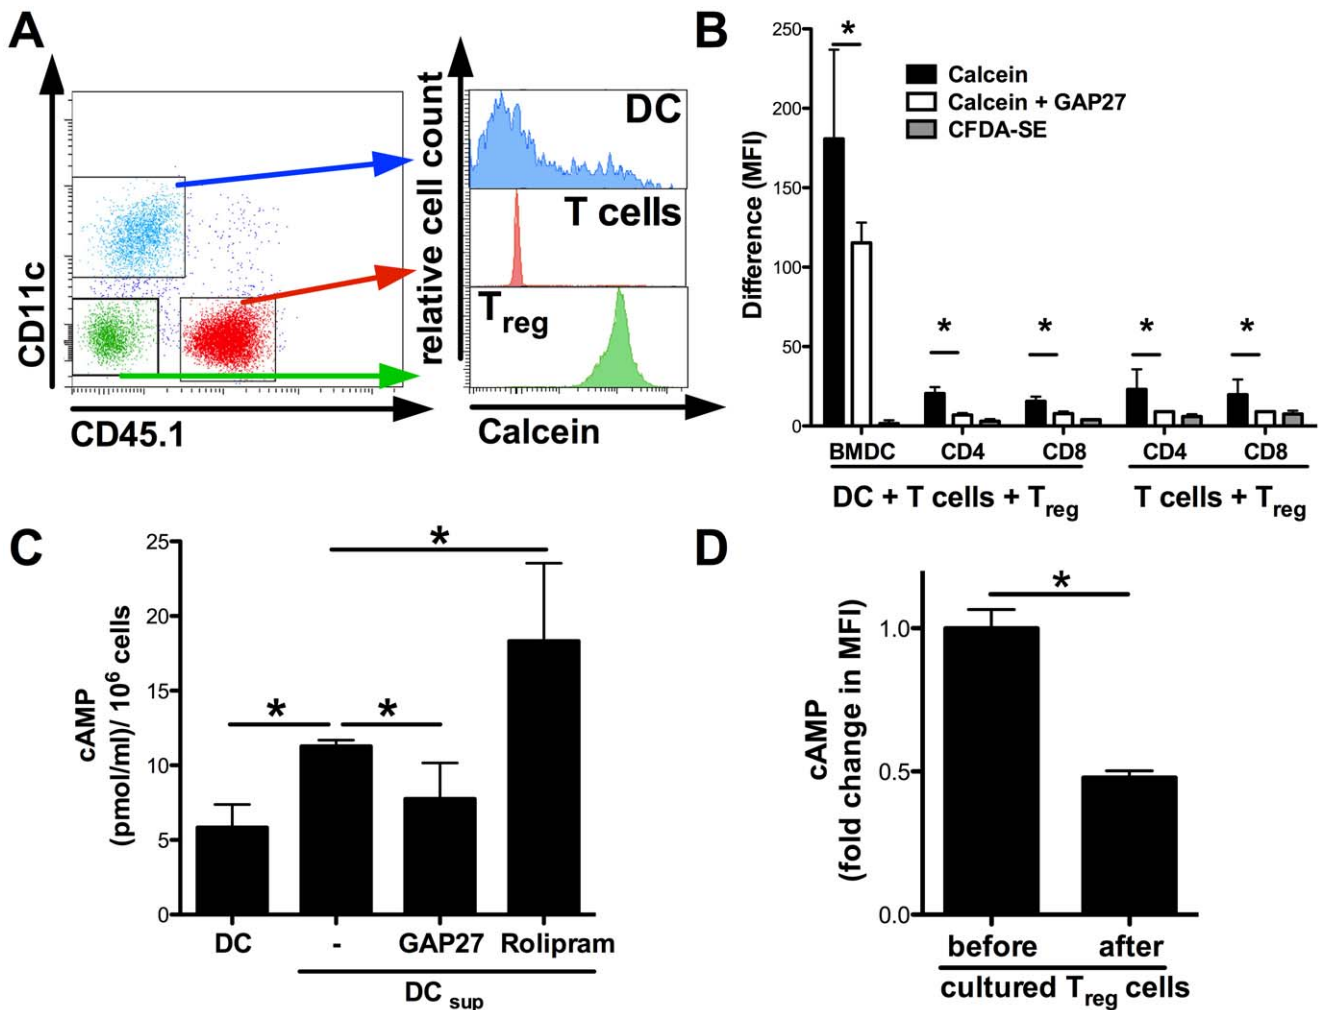 A
CD11c
CD45.1
relative cell count
DC
T cells
Treg
Calcein
B
Difference (MFI)
250
200
150
100
50
0
*
* * * *
Calcein
Calcein + GAP27
CFDA-SE
BMDC CD4 CD8 CD4 CD8
DC + T cells + Treg T cells + Treg
C
cAMP
(pmol/ml)/ 10⁶ cells
25
20
15
10
5
0
*
* *
DC - GAP27 Rolipram
DC sup
D
cAMP
(fold change in MFI)
1.0
0.5
0.0
*
before after
cultured Treg cells